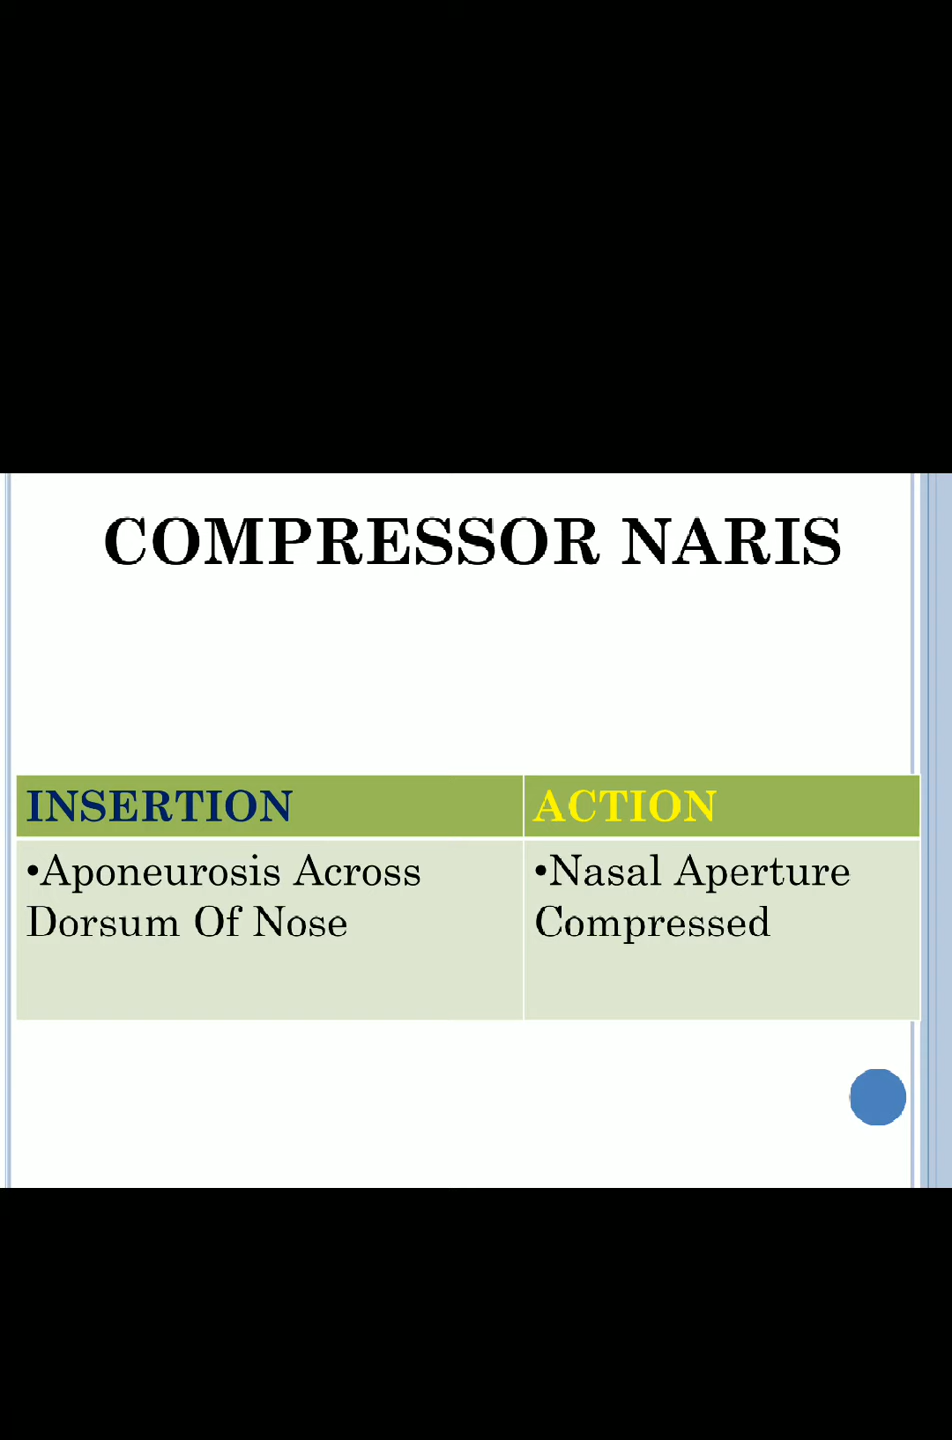 COMPRESSOR NARIS
INSERTION
ACTION
•Aponeurosis Across
Dorsum Of Nose
•Nasal Aperture
Compressed